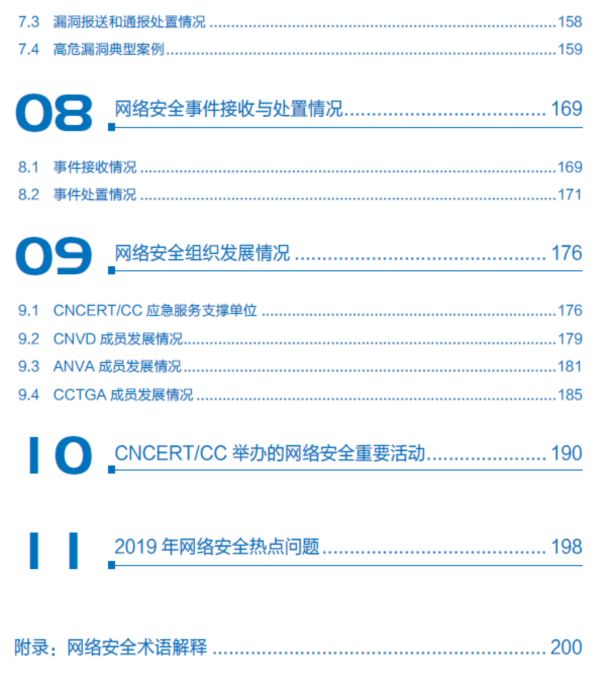 7.3 漏洞报送和通报处置情况........................................................................158
7.4 高危漏洞典型案例........................................................................159
08 网络安全事件接收与处置情况............................. 169
8.1 事件接收情况........................................................................169
8.2 事件处置情况........................................................................171
09 网络安全组织发展情况.................................... 176
9.1 CNCERT/CC 应急服务支撑单位........................................................................176
9.2 CNVD 成员发展情况........................................................................179
9.3 ANVA 成员发展情况........................................................................181
9.4 CCTGA 成员发展情况........................................................................185
10 CNCERT/CC 举办的网络安全重要活动................. 190
11 2019 年网络安全热点问题................................ 198
附录：网络安全术语解释................................................ 200